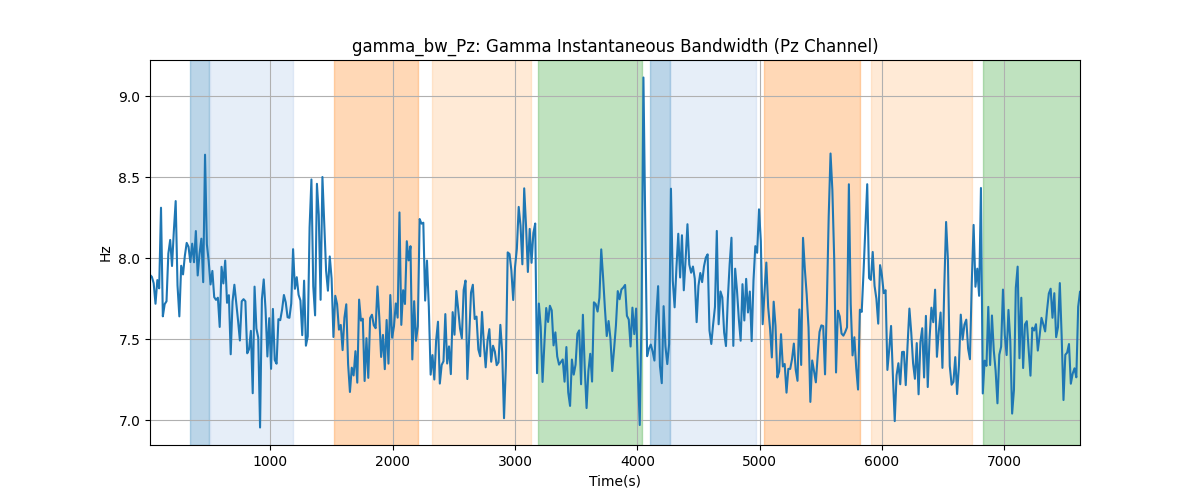 gamma_bw_Pz: Gamma Instantaneous Bandwidth (Pz Channel)
Hz
9.0
8.5
8.0
7.5
7.0
1000 2000 3000 4000 5000 6000 7000
Time(s)